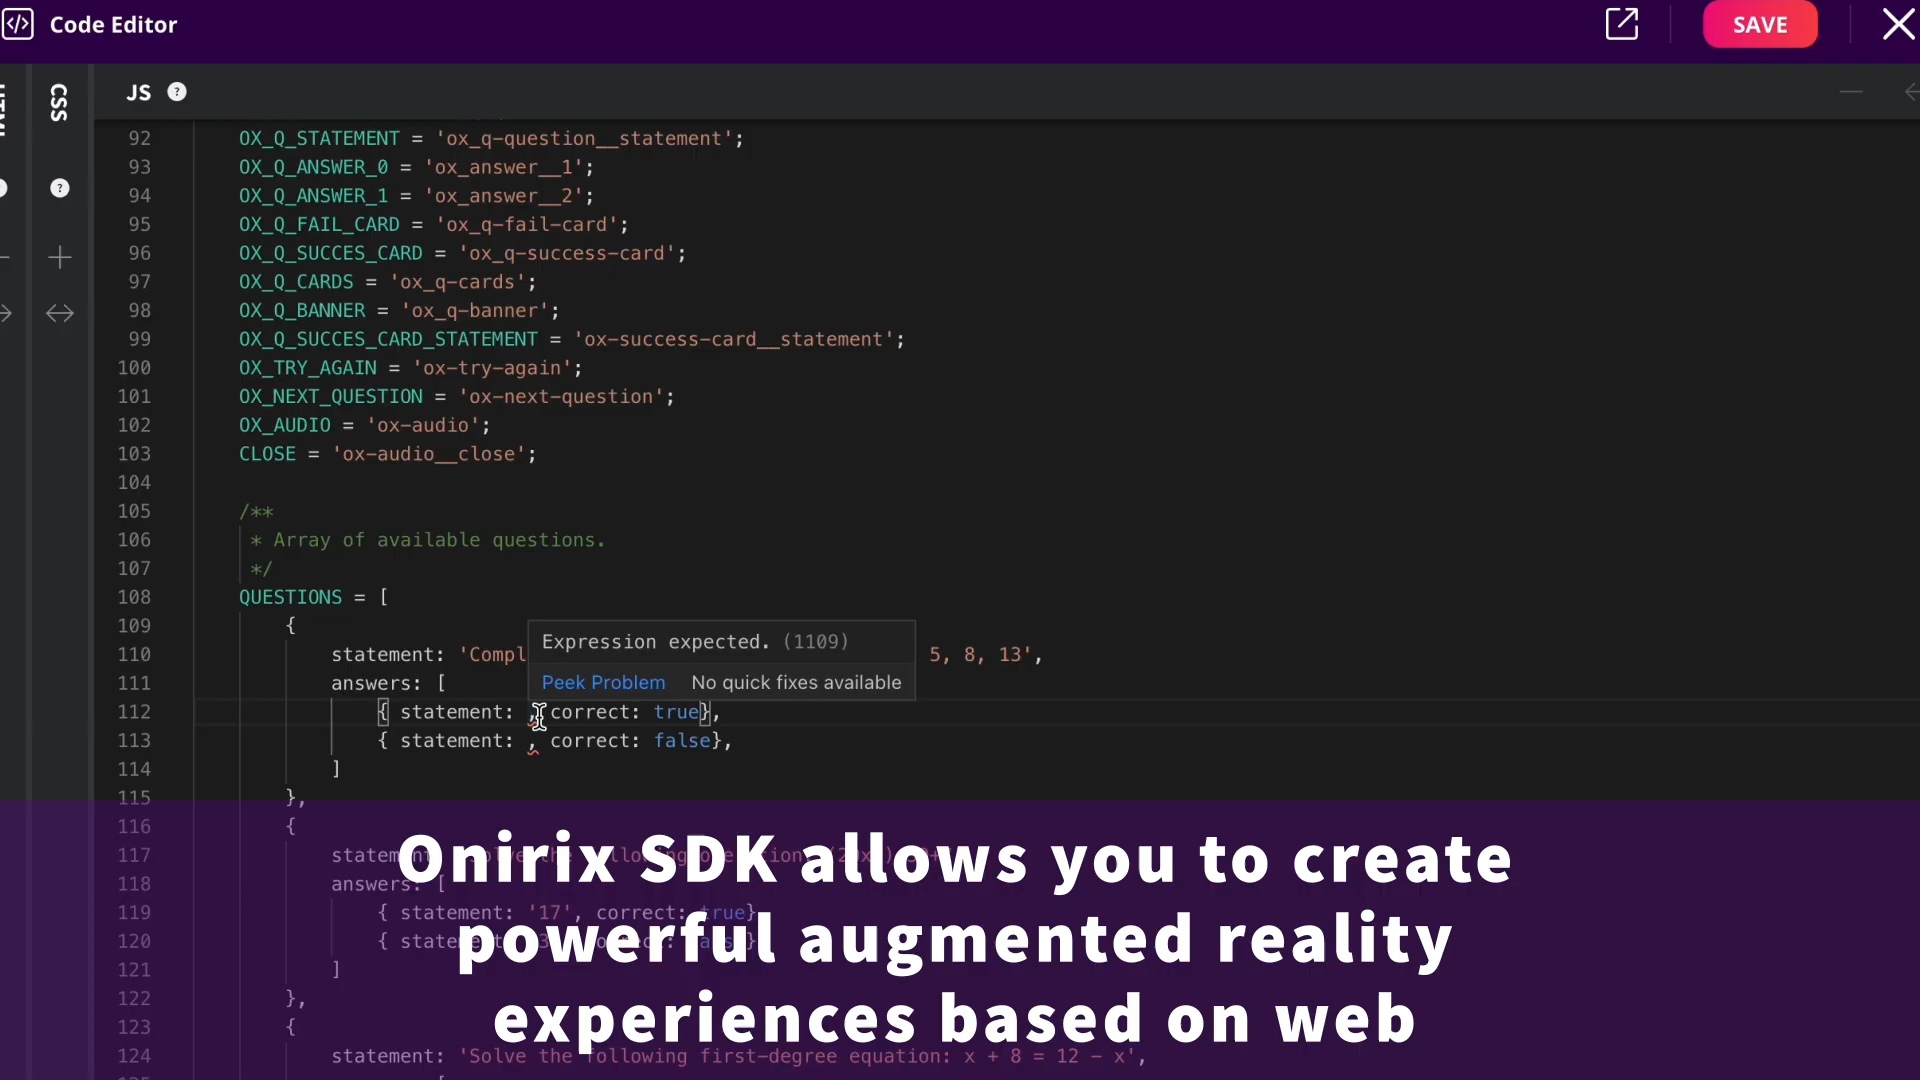 Code Editor
SAVE
HTML
CSS
JS
92 OX_Q_STATEMENT = 'ox_q-question__statement';
93 OX_Q_ANSWER_0 = 'ox_answer__1';
94 OX_Q_ANSWER_1 = 'ox_answer__2';
95 OX_Q_FAIL_CARD = 'ox_q-fail-card';
96 OX_Q_SUCCES_CARD = 'ox_q-success-card';
97 OX_Q_CARDS = 'ox_q-cards';
98 OX_Q_BANNER = 'ox_q-banner';
99 OX_Q_SUCCES_CARD_STATEMENT = 'ox-success-card__statement';
100 OX_TRY_AGAIN = 'ox-try-again';
101 OX_NEXT_QUESTION = 'ox-next-question';
102 OX_AUDIO = 'ox-audio';
103 CLOSE = 'ox-audio__close';
104
105 /**
106 * Array of available questions.
107 */
108 QUESTIONS = [
109 {
Expression expected. (1109)
110 statement: 'Compl 5, 8, 13',
Peek Problem No quick fixes available
111 answers: [
112 { statement: , correct: true},
113 { statement: , correct: false},
114 ]
115 },
116 {
117
118 answers: [
119 { statement: '17', correct: true}
120 {
121 ]
122 },
123 {
124 statement: 'Solve the following first-degree equation: x + 8 = 12 - x',
Onirix SDK allows you to create
powerful augmented reality
experiences based on web